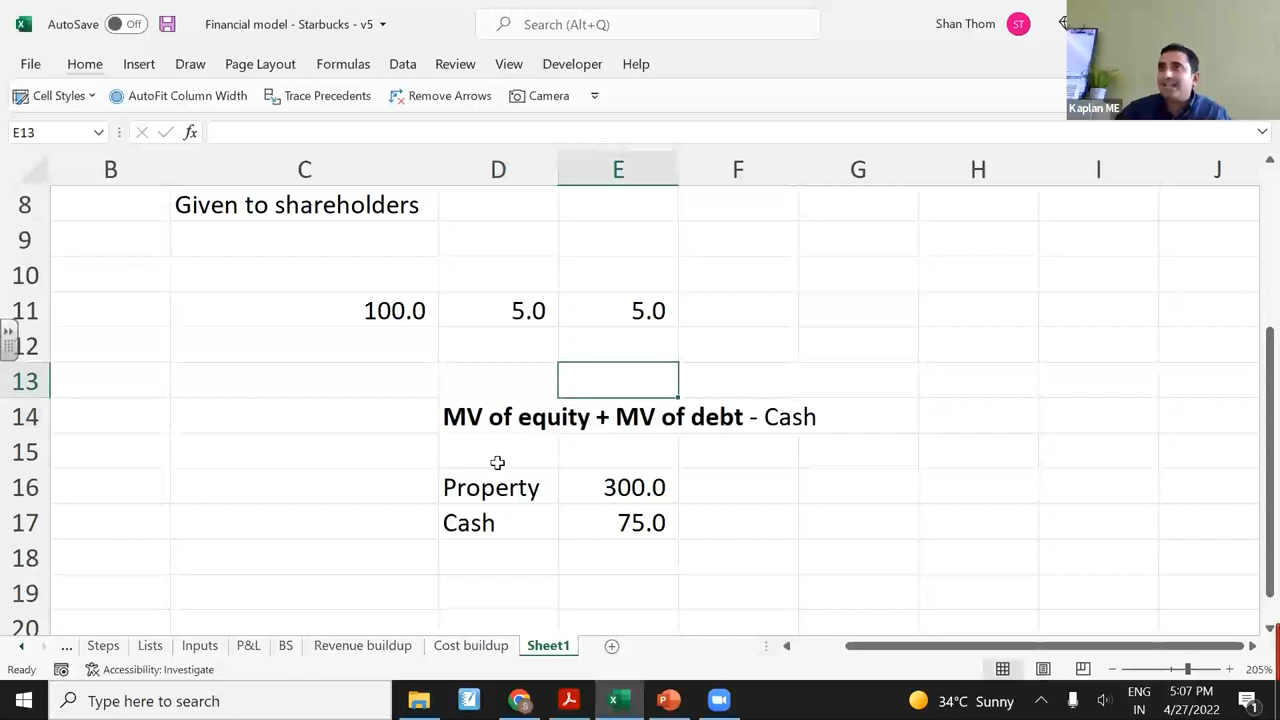 AutoSave Off Financial model - Starbucks - v5 Search (Alt+Q) Shan Thom ST
File Home Insert Draw Page Layout Formulas Data Review View Developer Help
Cell Styles AutoFit Column Width Trace Precedents Remove Arrows Camera
Kaplan ME
E13 fx
B C D E F G H I J
8 Given to shareholders
9
10
11 100.0 5.0 5.0
12
13
14 MV of equity + MV of debt - Cash
15
16 Property 300.0
17 Cash 75.0
18
19
20
... Steps Lists Inputs P&L BS Revenue buildup Cost buildup Sheet1
Ready Accessibility: Investigate 205%
Type here to search 34°C Sunny ENG 5:07 PM
IN 4/27/2022 1